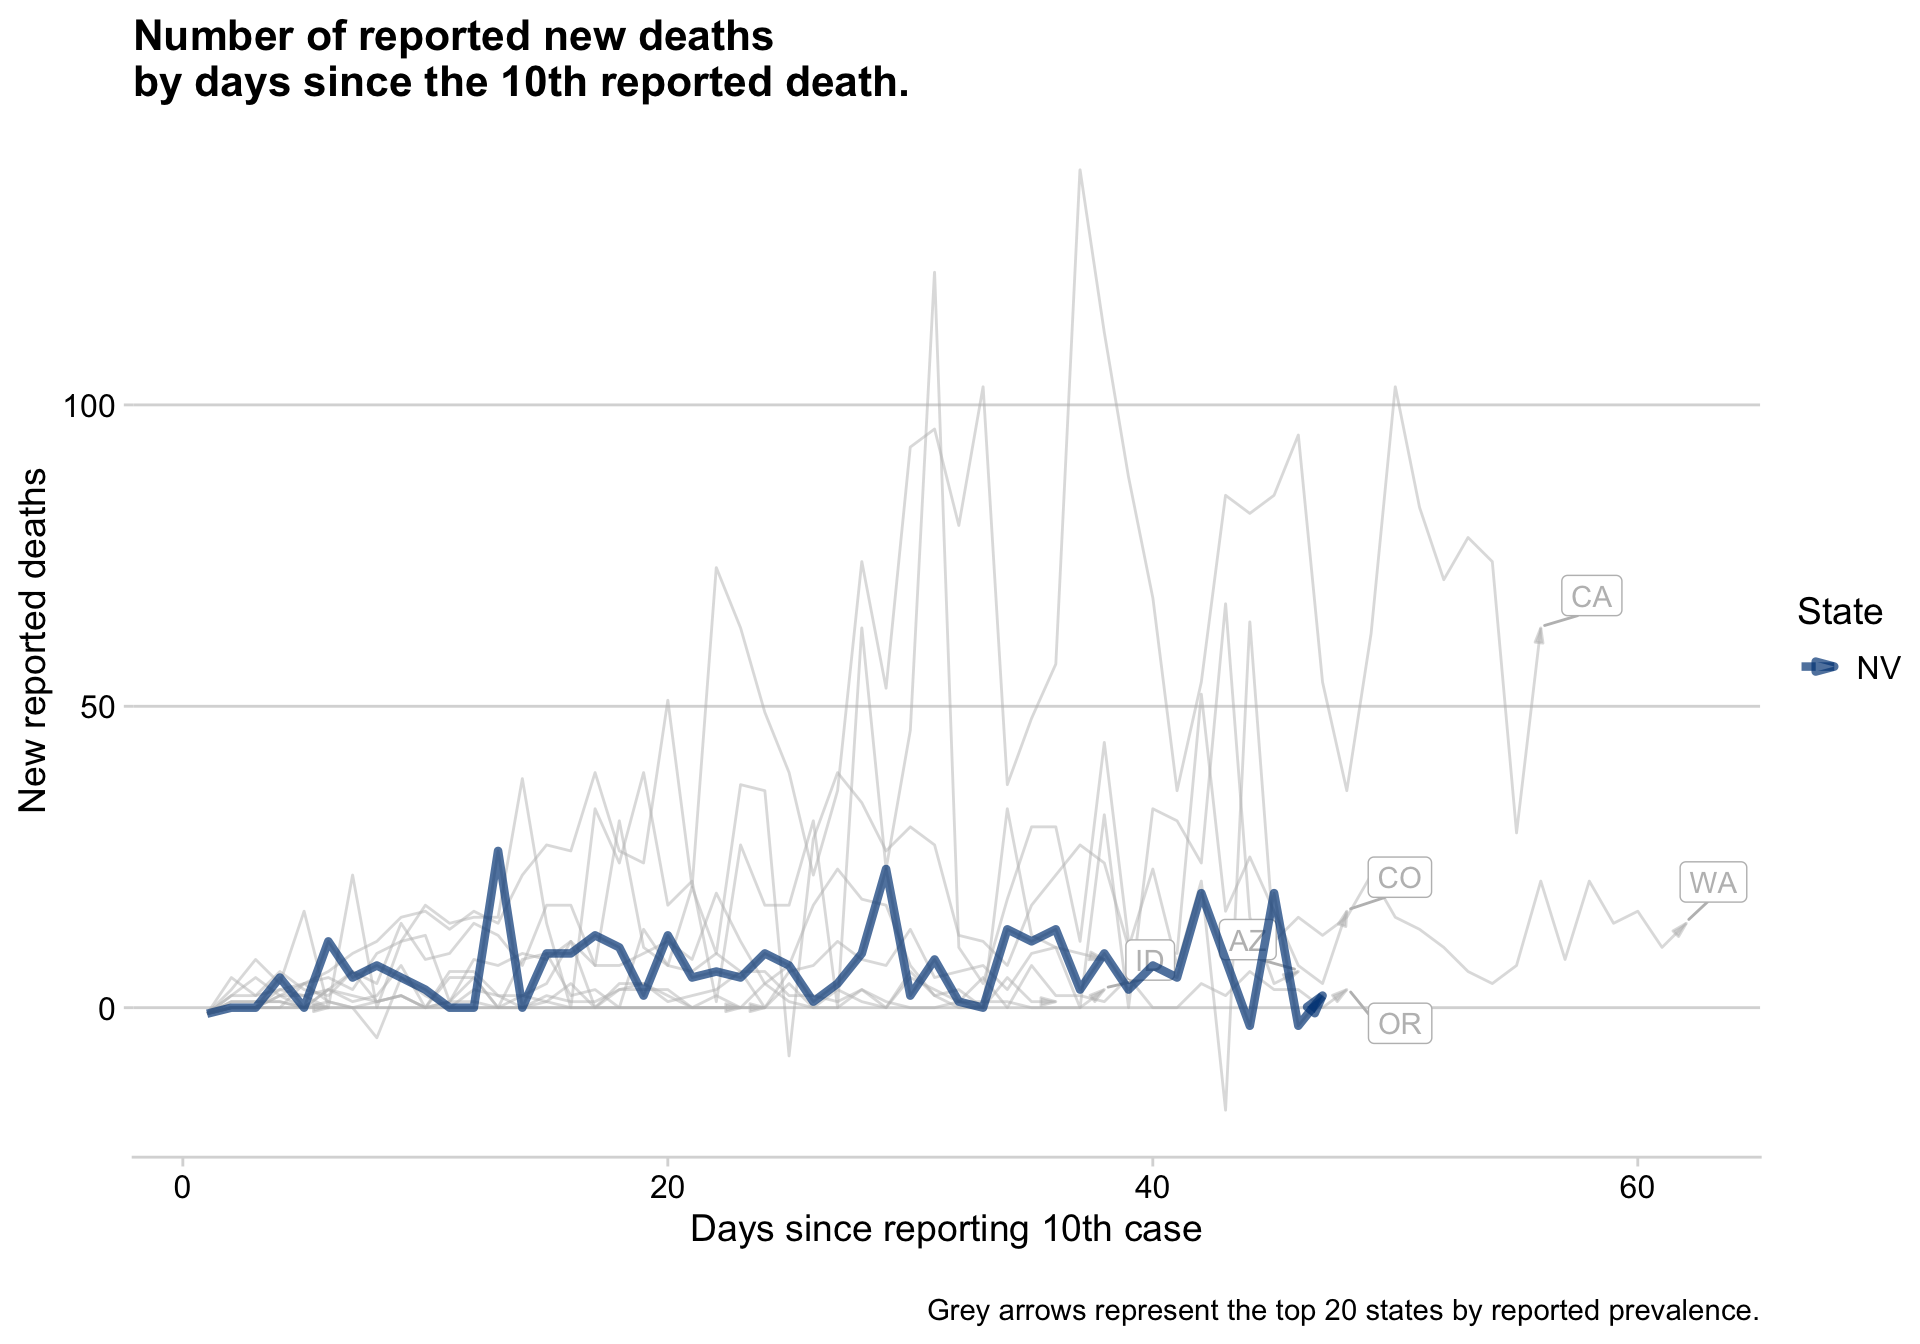 Number of reported new deaths
by days since the 10th reported death.
New reported deaths
100
50
0
CA
CO
WA
AZ
ID
OR
State
NV
0 20 40 60
Days since reporting 10th case
Grey arrows represent the top 20 states by reported prevalence.